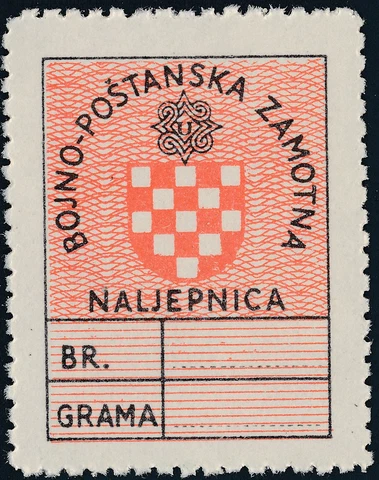 BOJNO-POŠTANSKA ZAMOTNA
U
NALJEPNICA
BR.
GRAMA